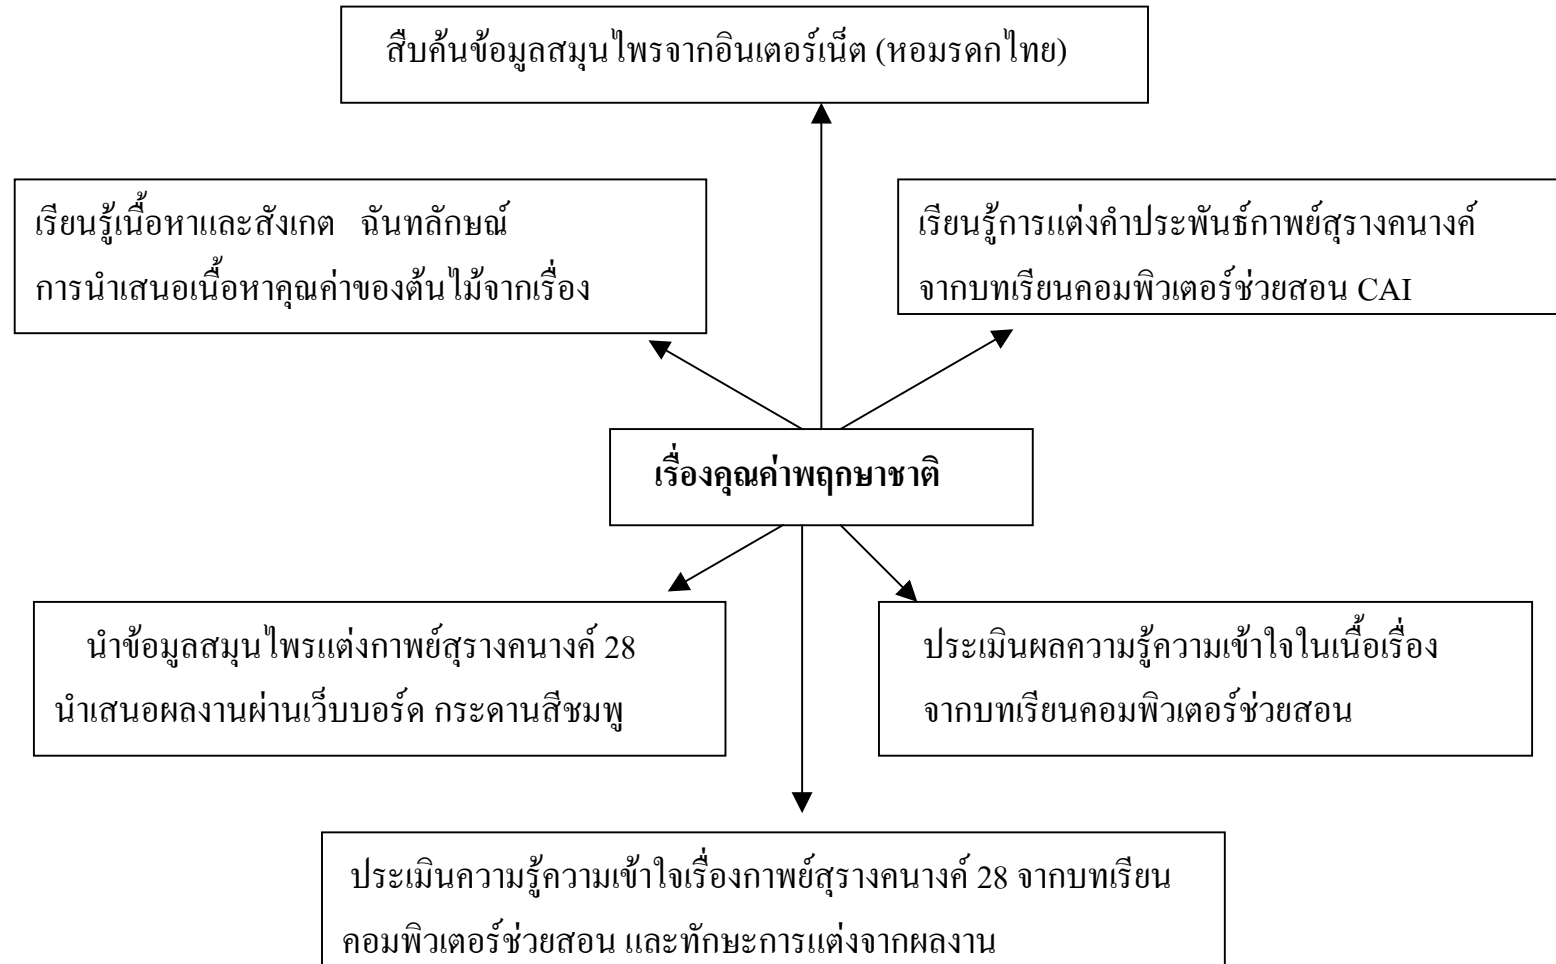 สืบค้นข้อมูลสมุนไพรจากอินเตอร์เน็ต (หอมรดกไทย)
เรียนรู้เนื้อหาและสังเกต ฉันทลักษณ์
การนำเสนอเนื้อหาคุณค่าของต้นไม้จากเรื่อง
เรียนรู้การแต่งคำประพันธ์กาพย์สุรางคนางค์
จากบทเรียนคอมพิวเตอร์ช่วยสอน CAI
เรื่องคุณค่าพฤกษาชาติ
นำข้อมูลสมุนไพรแต่งกาพย์สุรางคนางค์ 28
นำเสนอผลงานผ่านเว็บบอร์ด กระดานสีชมพู
ประเมินผลความรู้ความเข้าใจในเนื้อเรื่อง
จากบทเรียนคอมพิวเตอร์ช่วยสอน
ประเมินความรู้ความเข้าใจเรื่องกาพย์สุรางคนางค์ 28 จากบทเรียน
คอมพิวเตอร์ช่วยสอน และทักษะการแต่งจากผลงาน